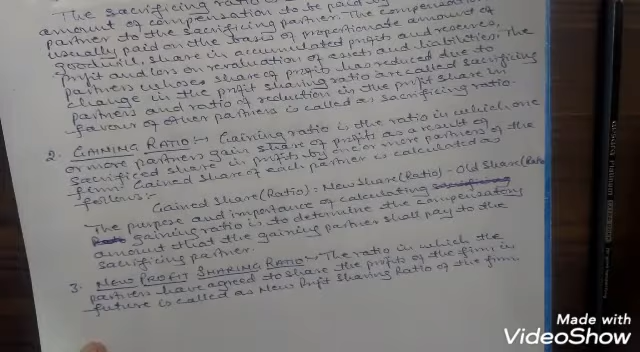 The sacrificing ratio
amount of compensation to be paid by
partner to the sacrificing partner. The compensation
usually paid on the basis of proportionate amount of
goodwill, share in accumulated profits and reserves,
profit and loss on revaluation of assets and liabilities. The
partners whose share of profits has reduced due to
change in the profit sharing ratio are called sacrificing
partners and ratio of reduction in the profit share in
favour of other partners is called as sacrificing ratio.
2. GAINING RATIO:- Gaining ratio is the ratio in which one
or more partners gain share of profits as a result of
sacrificed share in profits by one or more partners of the
firm. Gained share of each partner is calculated as
follows:-
Gained Share (Ratio) = New Share (Ratio) - Old Share (Ratio
The purpose and importance of calculating
gaining ratio is to determine the compensatory
amount that the gaining partner shall pay to the
sacrificing partner.
3. NEW PROFIT SHARING RATIO:- The ratio in which the
partners have agreed to share the profits of the firm in
future is called as New Profit Sharing Ratio of the firm.
Made with
VideoShow